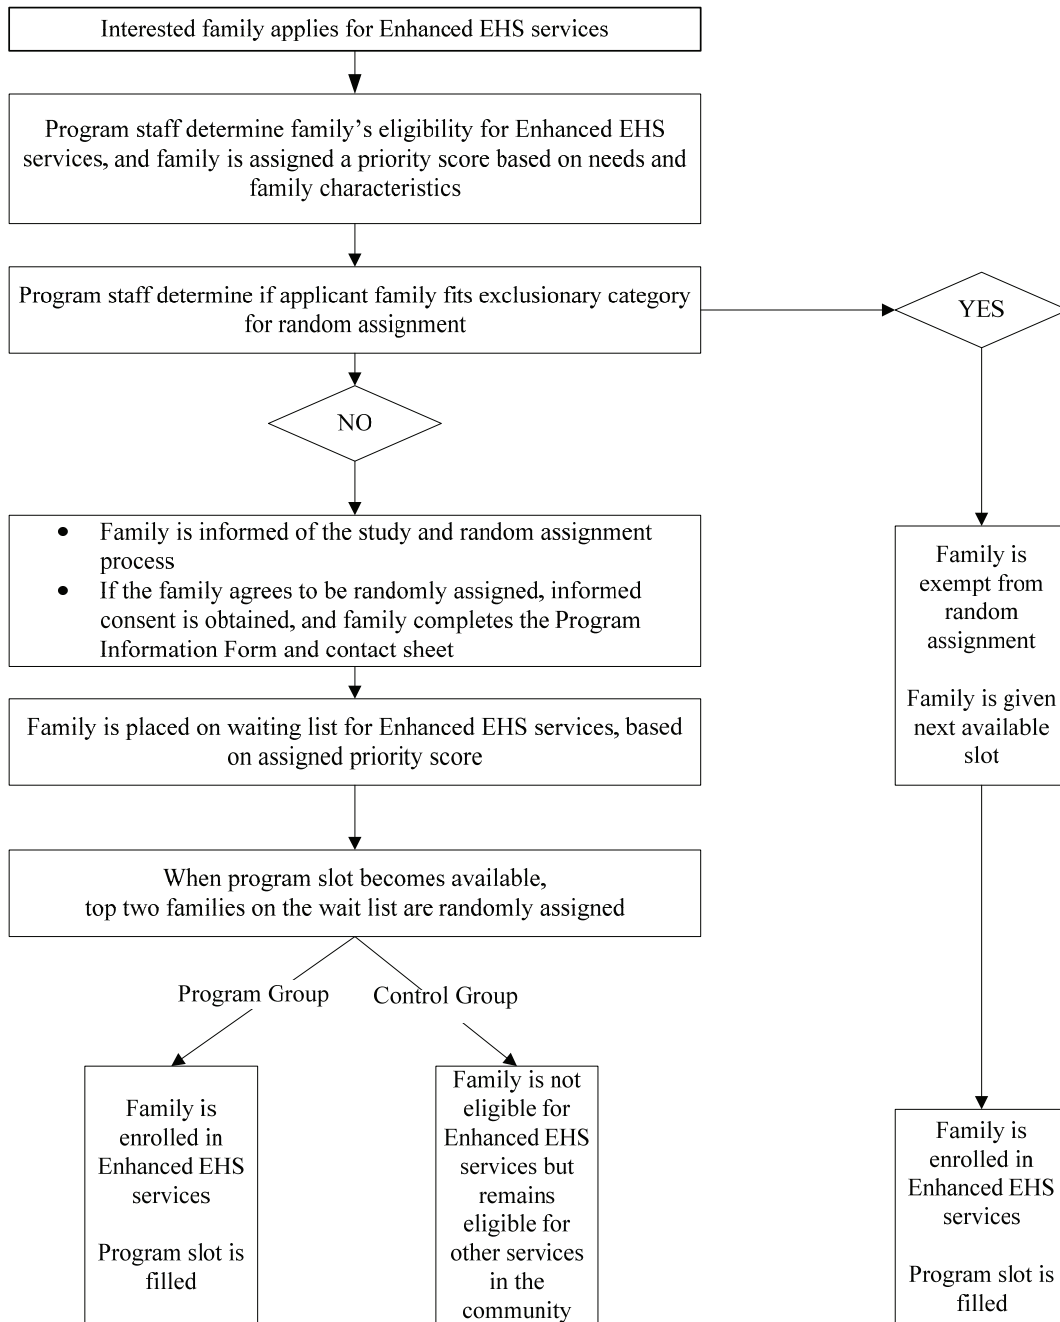 Interested family applies for Enhanced EHS services
Program staff determine family's eligibility for Enhanced EHS
services, and family is assigned a priority score based on needs and
family characteristics
Program staff determine if applicant family fits exclusionary category
for random assignment
YES
NO
• Family is informed of the study and random assignment
process
• If the family agrees to be randomly assigned, informed
consent is obtained, and family completes the Program
Information Form and contact sheet
Family is
exempt from
random
assignment
Family is given
next available
slot
Family is placed on waiting list for Enhanced EHS services, based
on assigned priority score
When program slot becomes available,
top two families on the wait list are randomly assigned
Program Group
Control Group
Family is
enrolled in
Enhanced EHS
services
Program slot is
filled
Family is not
eligible for
Enhanced EHS
services but
remains
eligible for
other services
in the
community
Family is
enrolled in
Enhanced EHS
services
Program slot is
filled